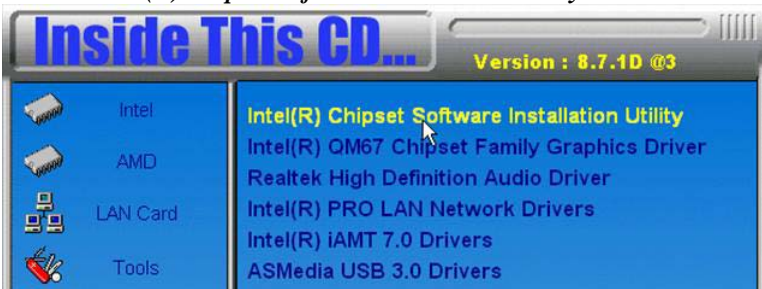 Inside This CD...
Version : 8.7.1D @3
Intel
AMD
LAN Card
Tools
Intel(R) Chipset Software Installation Utility
Intel(R) QM67 Chipset Family Graphics Driver
Realtek High Definition Audio Driver
Intel(R) PRO LAN Network Drivers
Intel(R) iAMT 7.0 Drivers
ASMedia USB 3.0 Drivers